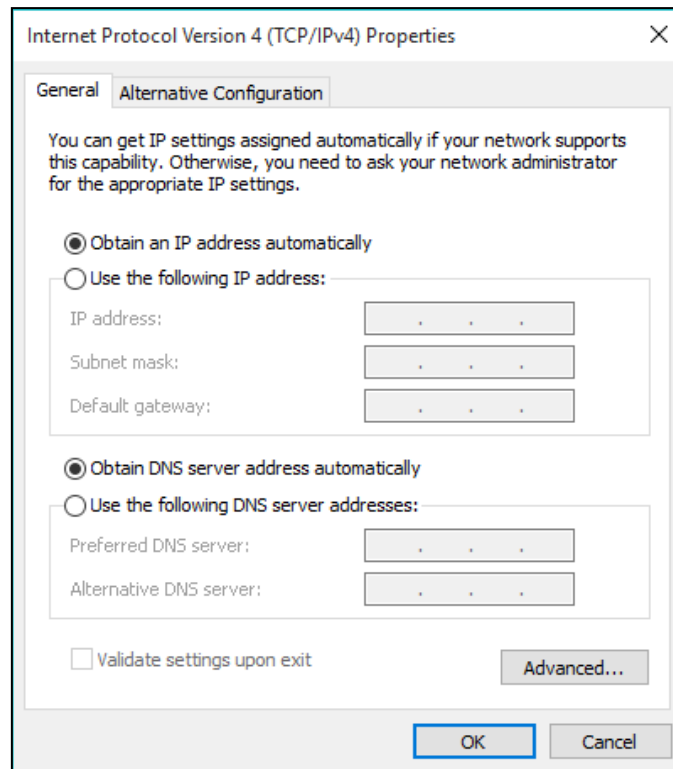 Internet Protocol Version 4 (TCP/IPv4) Properties
General
Alternative Configuration
You can get IP settings assigned automatically if your network supports
this capability. Otherwise, you need to ask your network administrator
for the appropriate IP settings.
Obtain an IP address automatically
Use the following IP address:
IP address:
Subnet mask:
Default gateway:
Obtain DNS server address automatically
Use the following DNS server addresses:
Preferred DNS server:
Alternative DNS server:
Validate settings upon exit
Advanced...
OK
Cancel